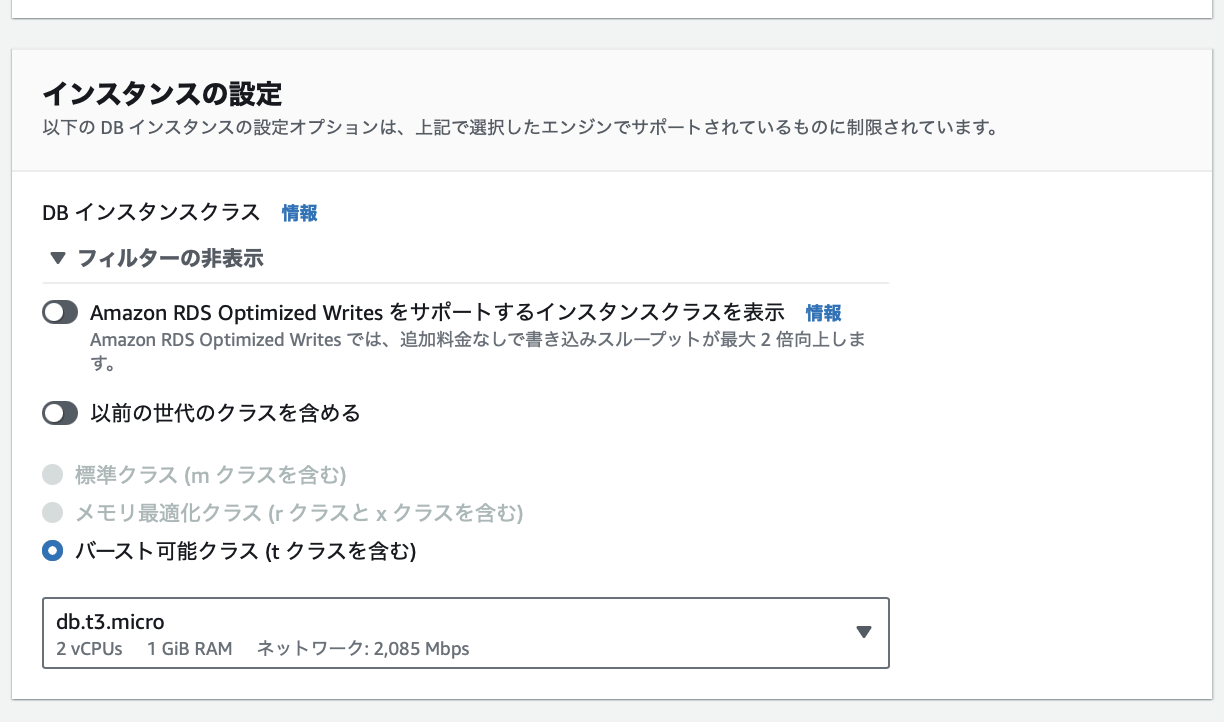 インスタンスの設定
以下の DB インスタンスの設定オプションは、上記で選択したエンジンでサポートされているものに制限されています。
DB インスタンスクラス 情報
▼ フィルターの非表示
Amazon RDS Optimized Writes をサポートするインスタンスクラスを表示 情報
Amazon RDS Optimized Writes では、追加料金なしで書き込みスループットが最大 2 倍向上しま
す。
以前の世代のクラスを含める
標準クラス (m クラスを含む)
メモリ最適化クラス (r クラスと x クラスを含む)
バースト可能クラス (t クラスを含む)
db.t3.micro
2 vCPUs 1 GiB RAM ネットワーク: 2,085 Mbps